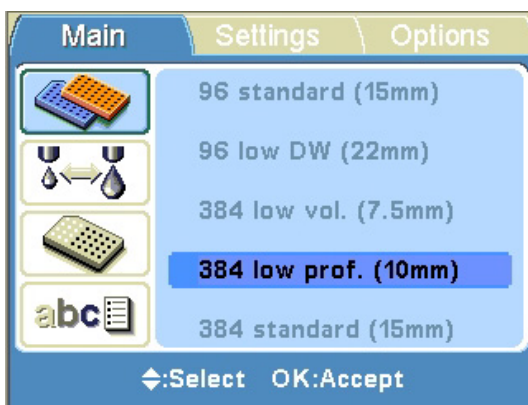 Main Settings Options
96 standard (15mm)
96 low DW (22mm)
384 low vol. (7.5mm)
384 low prof. (10mm)
abc
384 standard (15mm)
:Select OK:Accept